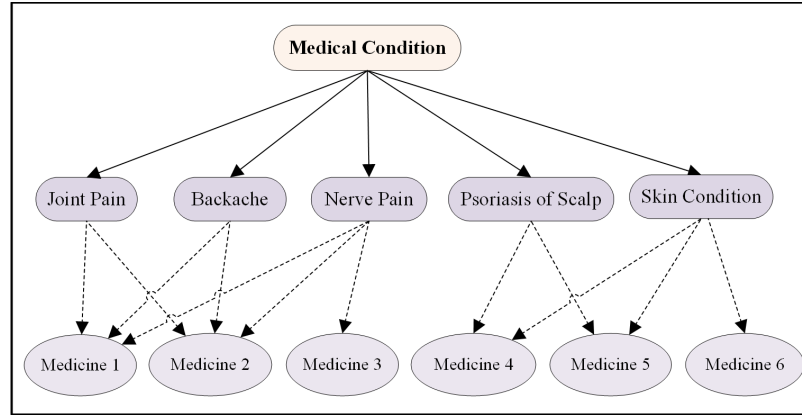 Medical Condition
Joint Pain
Backache
Nerve Pain
Psoriasis of Scalp
Skin Condition
Medicine 1
Medicine 2
Medicine 3
Medicine 4
Medicine 5
Medicine 6